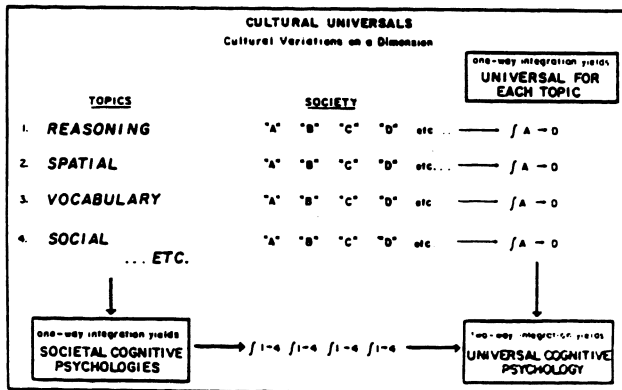 CULTURAL UNIVERSALS
Cultural Variations on a Dimension
one-way integration yields
UNIVERSAL FOR
EACH TOPIC
TOPICS SOCIETY
1. REASONING "A" "B" "C" "D" etc... → ∫ A → D
2. SPATIAL "A" "B" "C" "D" etc... → ∫ A → D
3. VOCABULARY "A" "B" "C" "D" etc → ∫ A → D
4. SOCIAL "A" "B" "C" "D" etc. → ∫ A → D
... ETC.
one-way integration yields
SOCIETAL COGNITIVE
PSYCHOLOGIES
→ ∫ 1-4 ∫ 1-4 ∫ 1-4 ∫ 1-4 →
two-way integration yields
UNIVERSAL COGNITIVE
PSYCHOLOGY